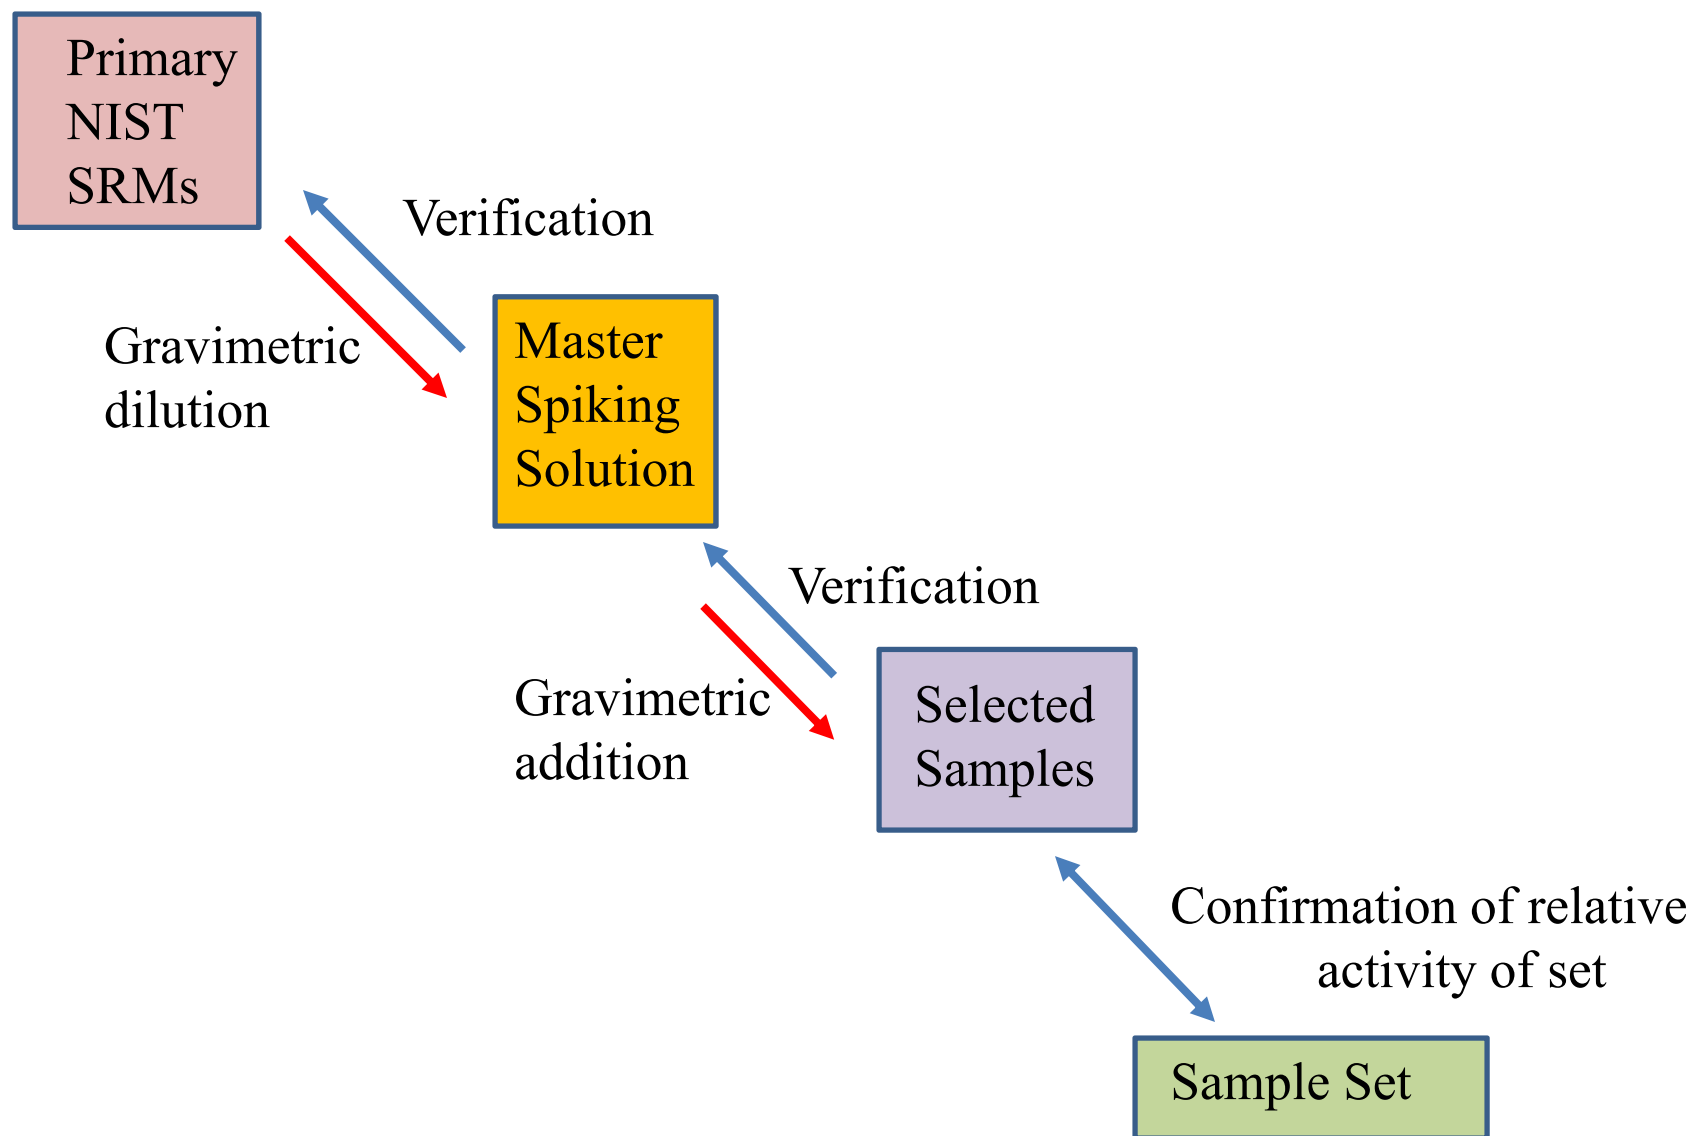 Primary
NIST
SRMs
Verification
Gravimetric
dilution
Master
Spiking
Solution
Verification
Gravimetric
addition
Selected
Samples
Confirmation of relative
activity of set
Sample Set